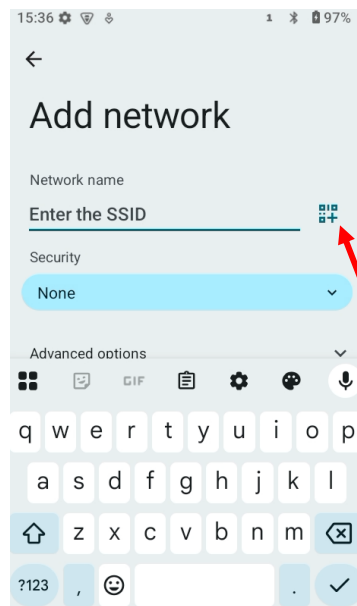 15:36 1 97%
Add network
Network name
Enter the SSID
Security
None
Advanced options
GIF
q w e r t y u i o p
a s d f g h j k l
z x c v b n m
?123 , .